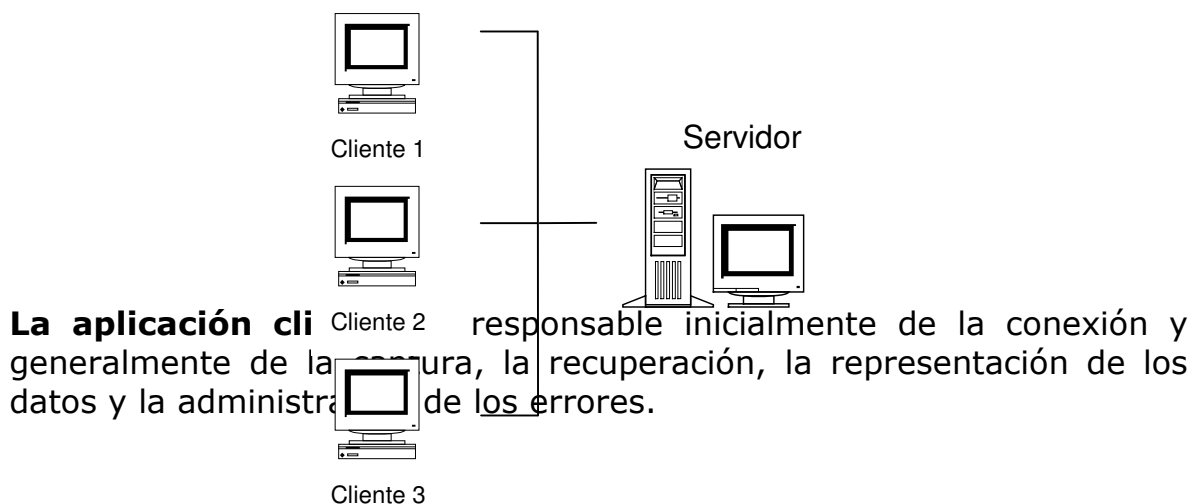 Cliente 1
Servidor
Cliente 2
La aplicación cli responsable inicialmente de la conexión y
generalmente de la captura, la recuperación, la representación de los
datos y la administra de los errores.
Cliente 3